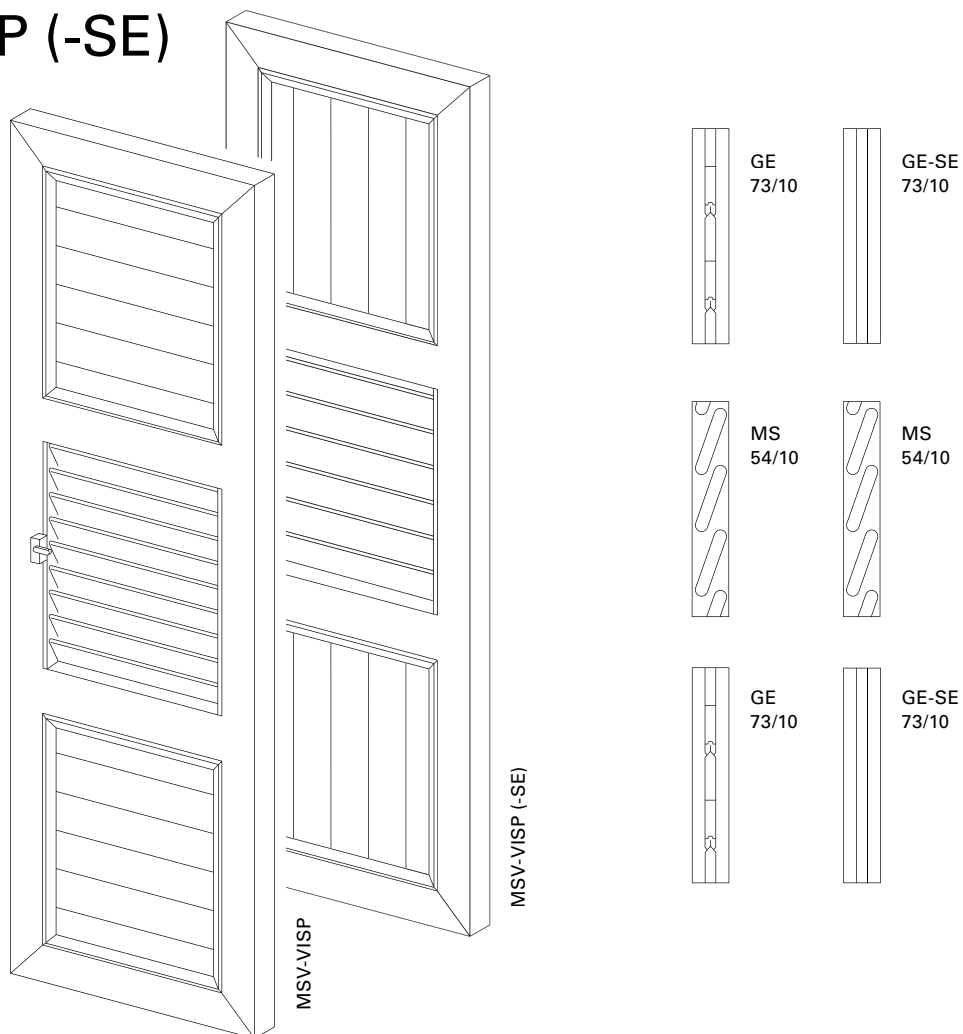 P (-SE)
GE
73/10
GE-SE
73/10
MS
54/10
MS
54/10
GE
73/10
GE-SE
73/10
MSV-VISP
MSV-VISP (-SE)